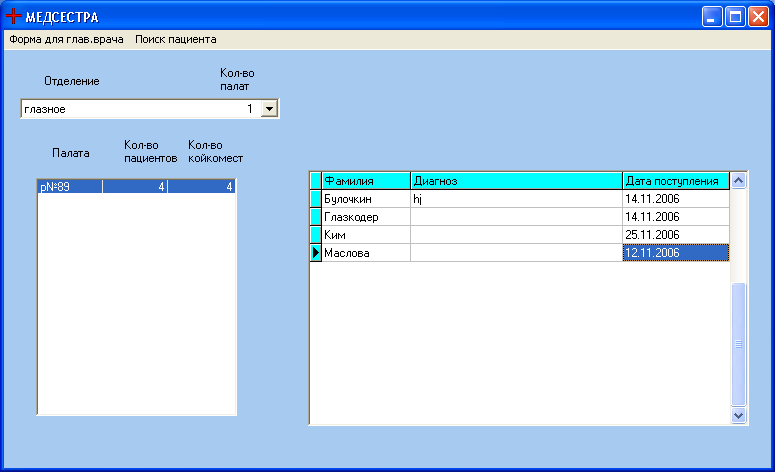 МЕДСЕСТРА
Форма для глав.врача Поиск пациента
Отделение
Кол-во
палат
глазное 1
Палата
Кол-во
пациентов
Кол-во
койкомест
р№89 4 4
Фамилия Диагноз Дата поступления
Булочкин hj 14.11.2006
Глазкодер 14.11.2006
Ким 25.11.2006
Маслова 12.11.2006